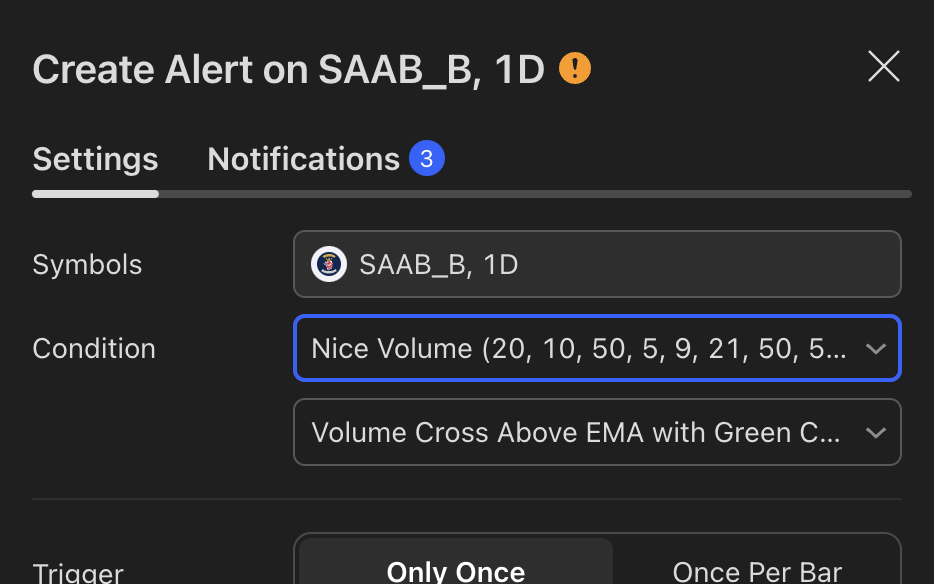 Create Alert on SAAB_B, 1D
Settings Notifications 3
Symbols SAAB_B, 1D
Condition Nice Volume (20, 10, 50, 5, 9, 21, 50, 5...
Volume Cross Above EMA with Green C...
Trigger Only Once Once Per Bar